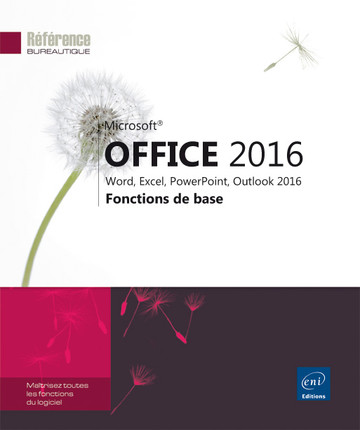 Référence
BUREAUTIQUE
Microsoft®
OFFICE 2016
Word, Excel, PowerPoint, Outlook 2016
Fonctions de base
Maîtrisez toutes
les fonctions
du logiciel
eni
Editions